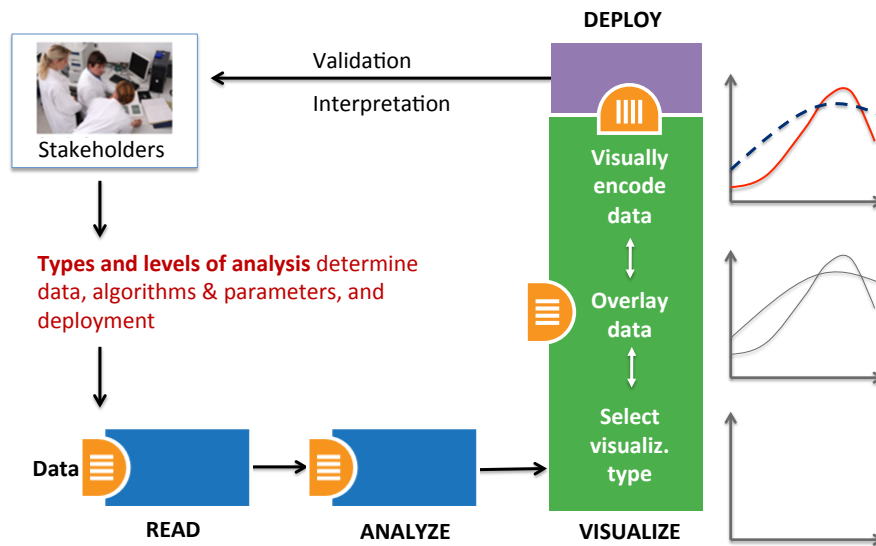 DEPLOY
Validation
Interpretation
Stakeholders
Types and levels of analysis determine
data, algorithms & parameters, and
deployment
Visually
encode
data
Overlay
data
Select
visualiz.
type
Data
READ
ANALYZE
VISUALIZE